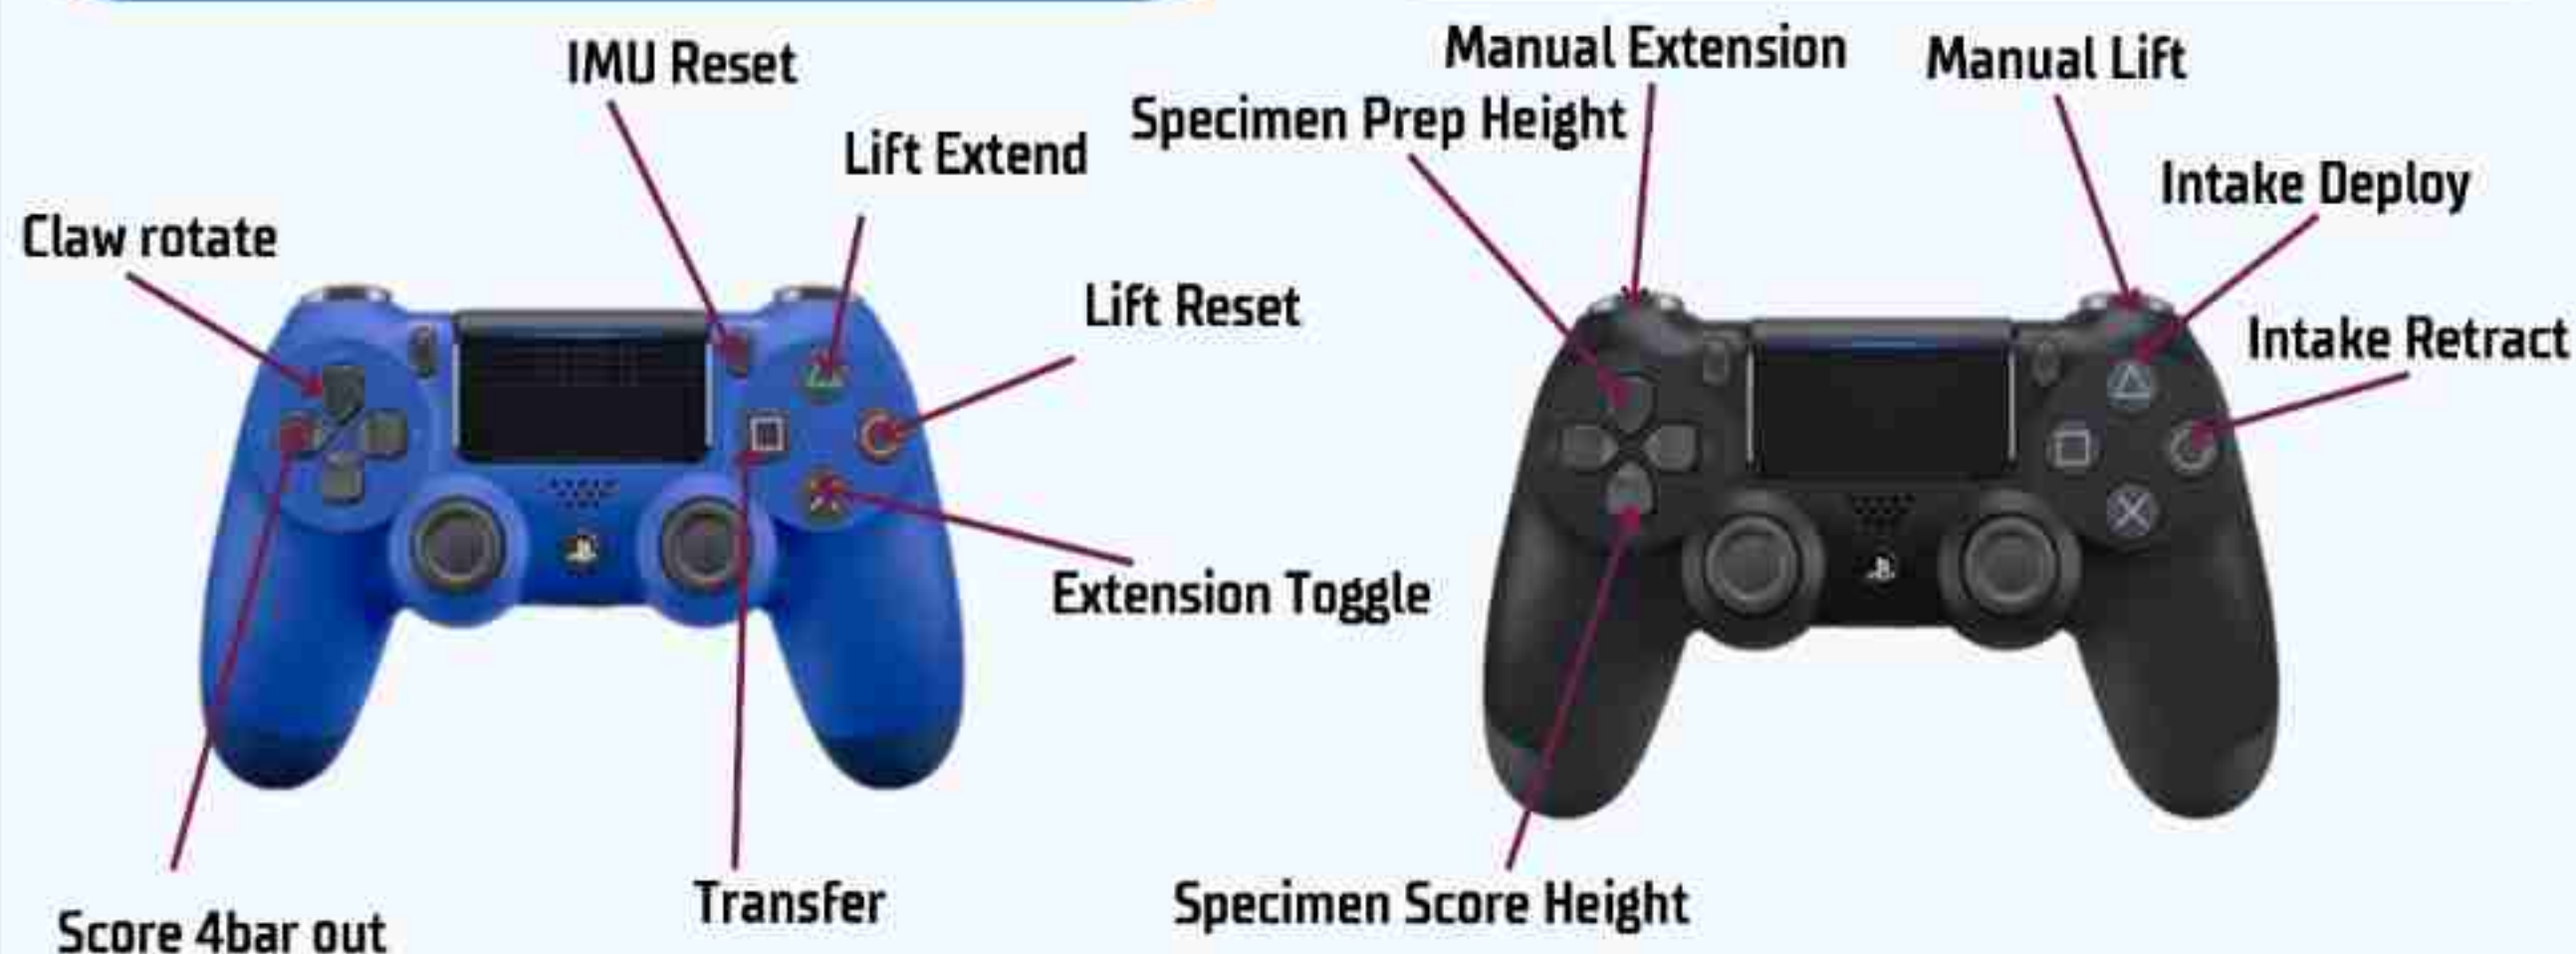 IMU Reset
Lift Extend
Claw rotate
Lift Reset
Extension Toggle
Transfer
Score 4bar out
Manual Extension
Manual Lift
Specimen Prep Height
Intake Deploy
Intake Retract
Specimen Score Height